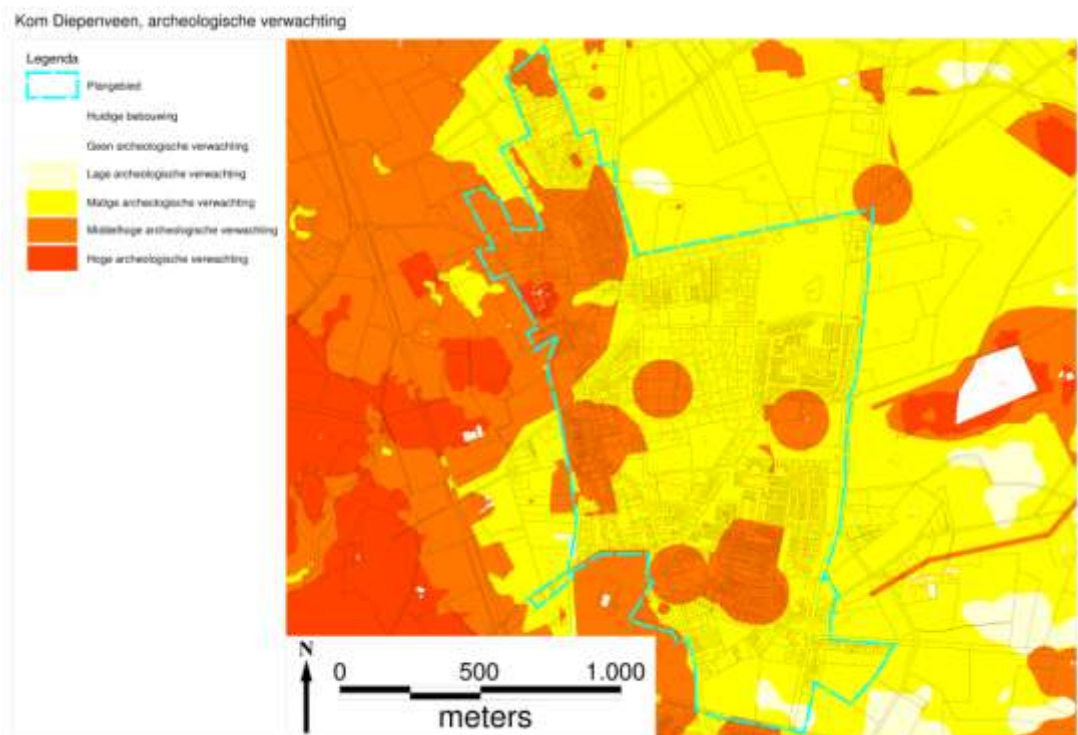 Kom Diepenveen, archeologische verwachting
Legenda
Plangebied
Huidige bebouwing
Geen archeologische verwachting
Lage archeologische verwachting
Matige archeologische verwachting
Middelhoge archeologische verwachting
Hoge archeologische verwachting
N
0 500 1.000
meters